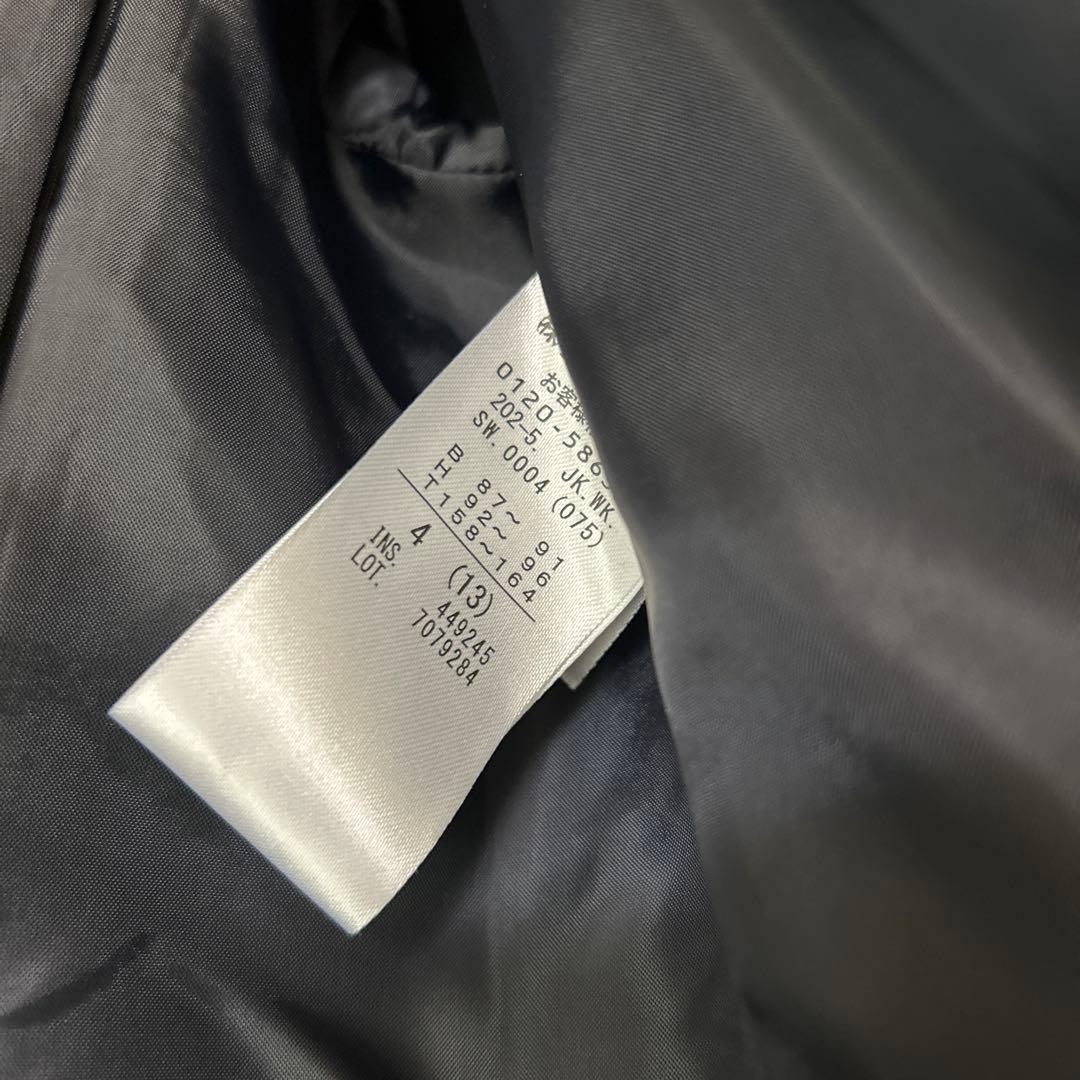 ㈱
お客様
0120-586
202-5. JK.WK.
SW.0004 (075)
B 87~ 91
H 92~ 96
T158~164
4 (13)
INS. 449245
LOT. 7079284